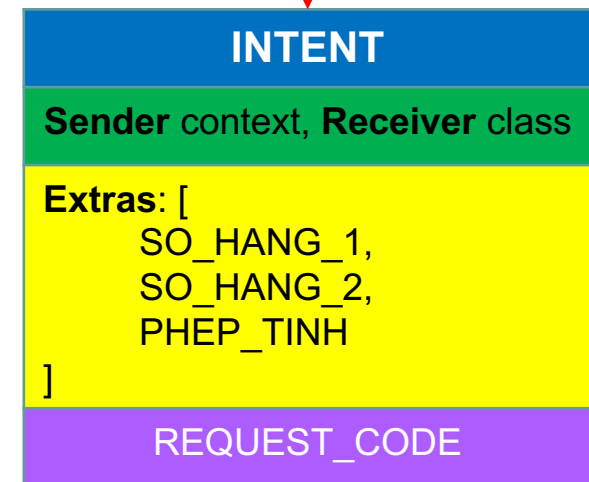 INTENT
Sender context, Receiver class
Extras: [
SO_HANG_1,
SO_HANG_2,
PHEP_TINH
]
REQUEST_CODE